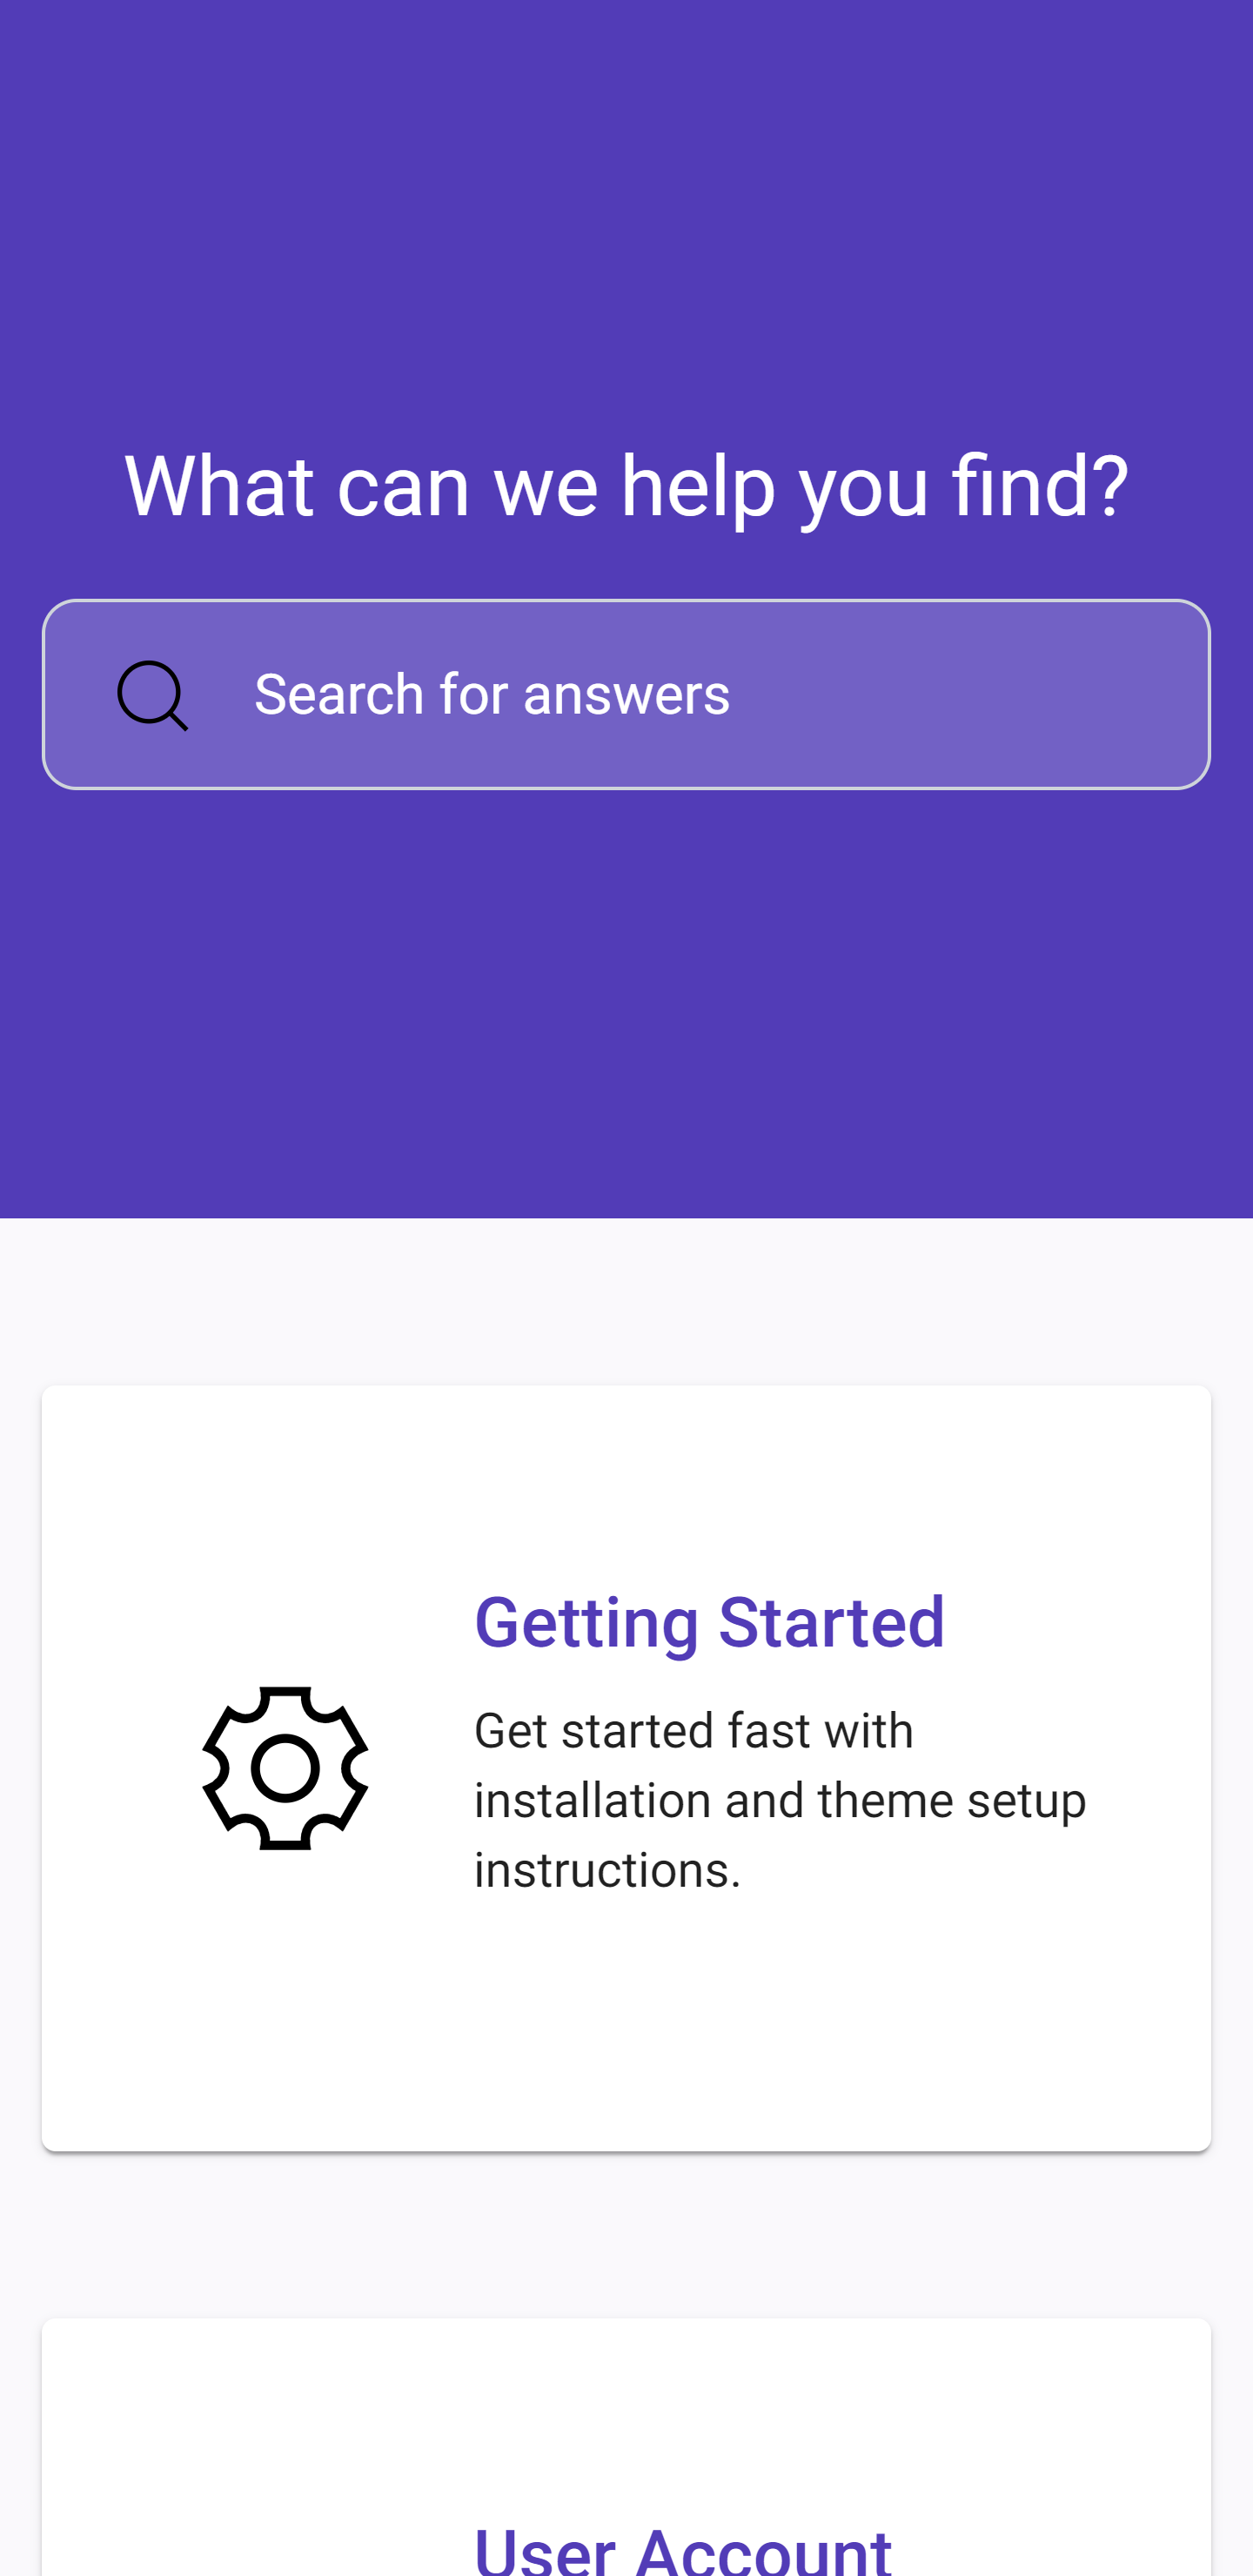 What can we help you find?
Search for answers
Getting Started
Get started fast with
installation and theme setup
instructions.
User Account